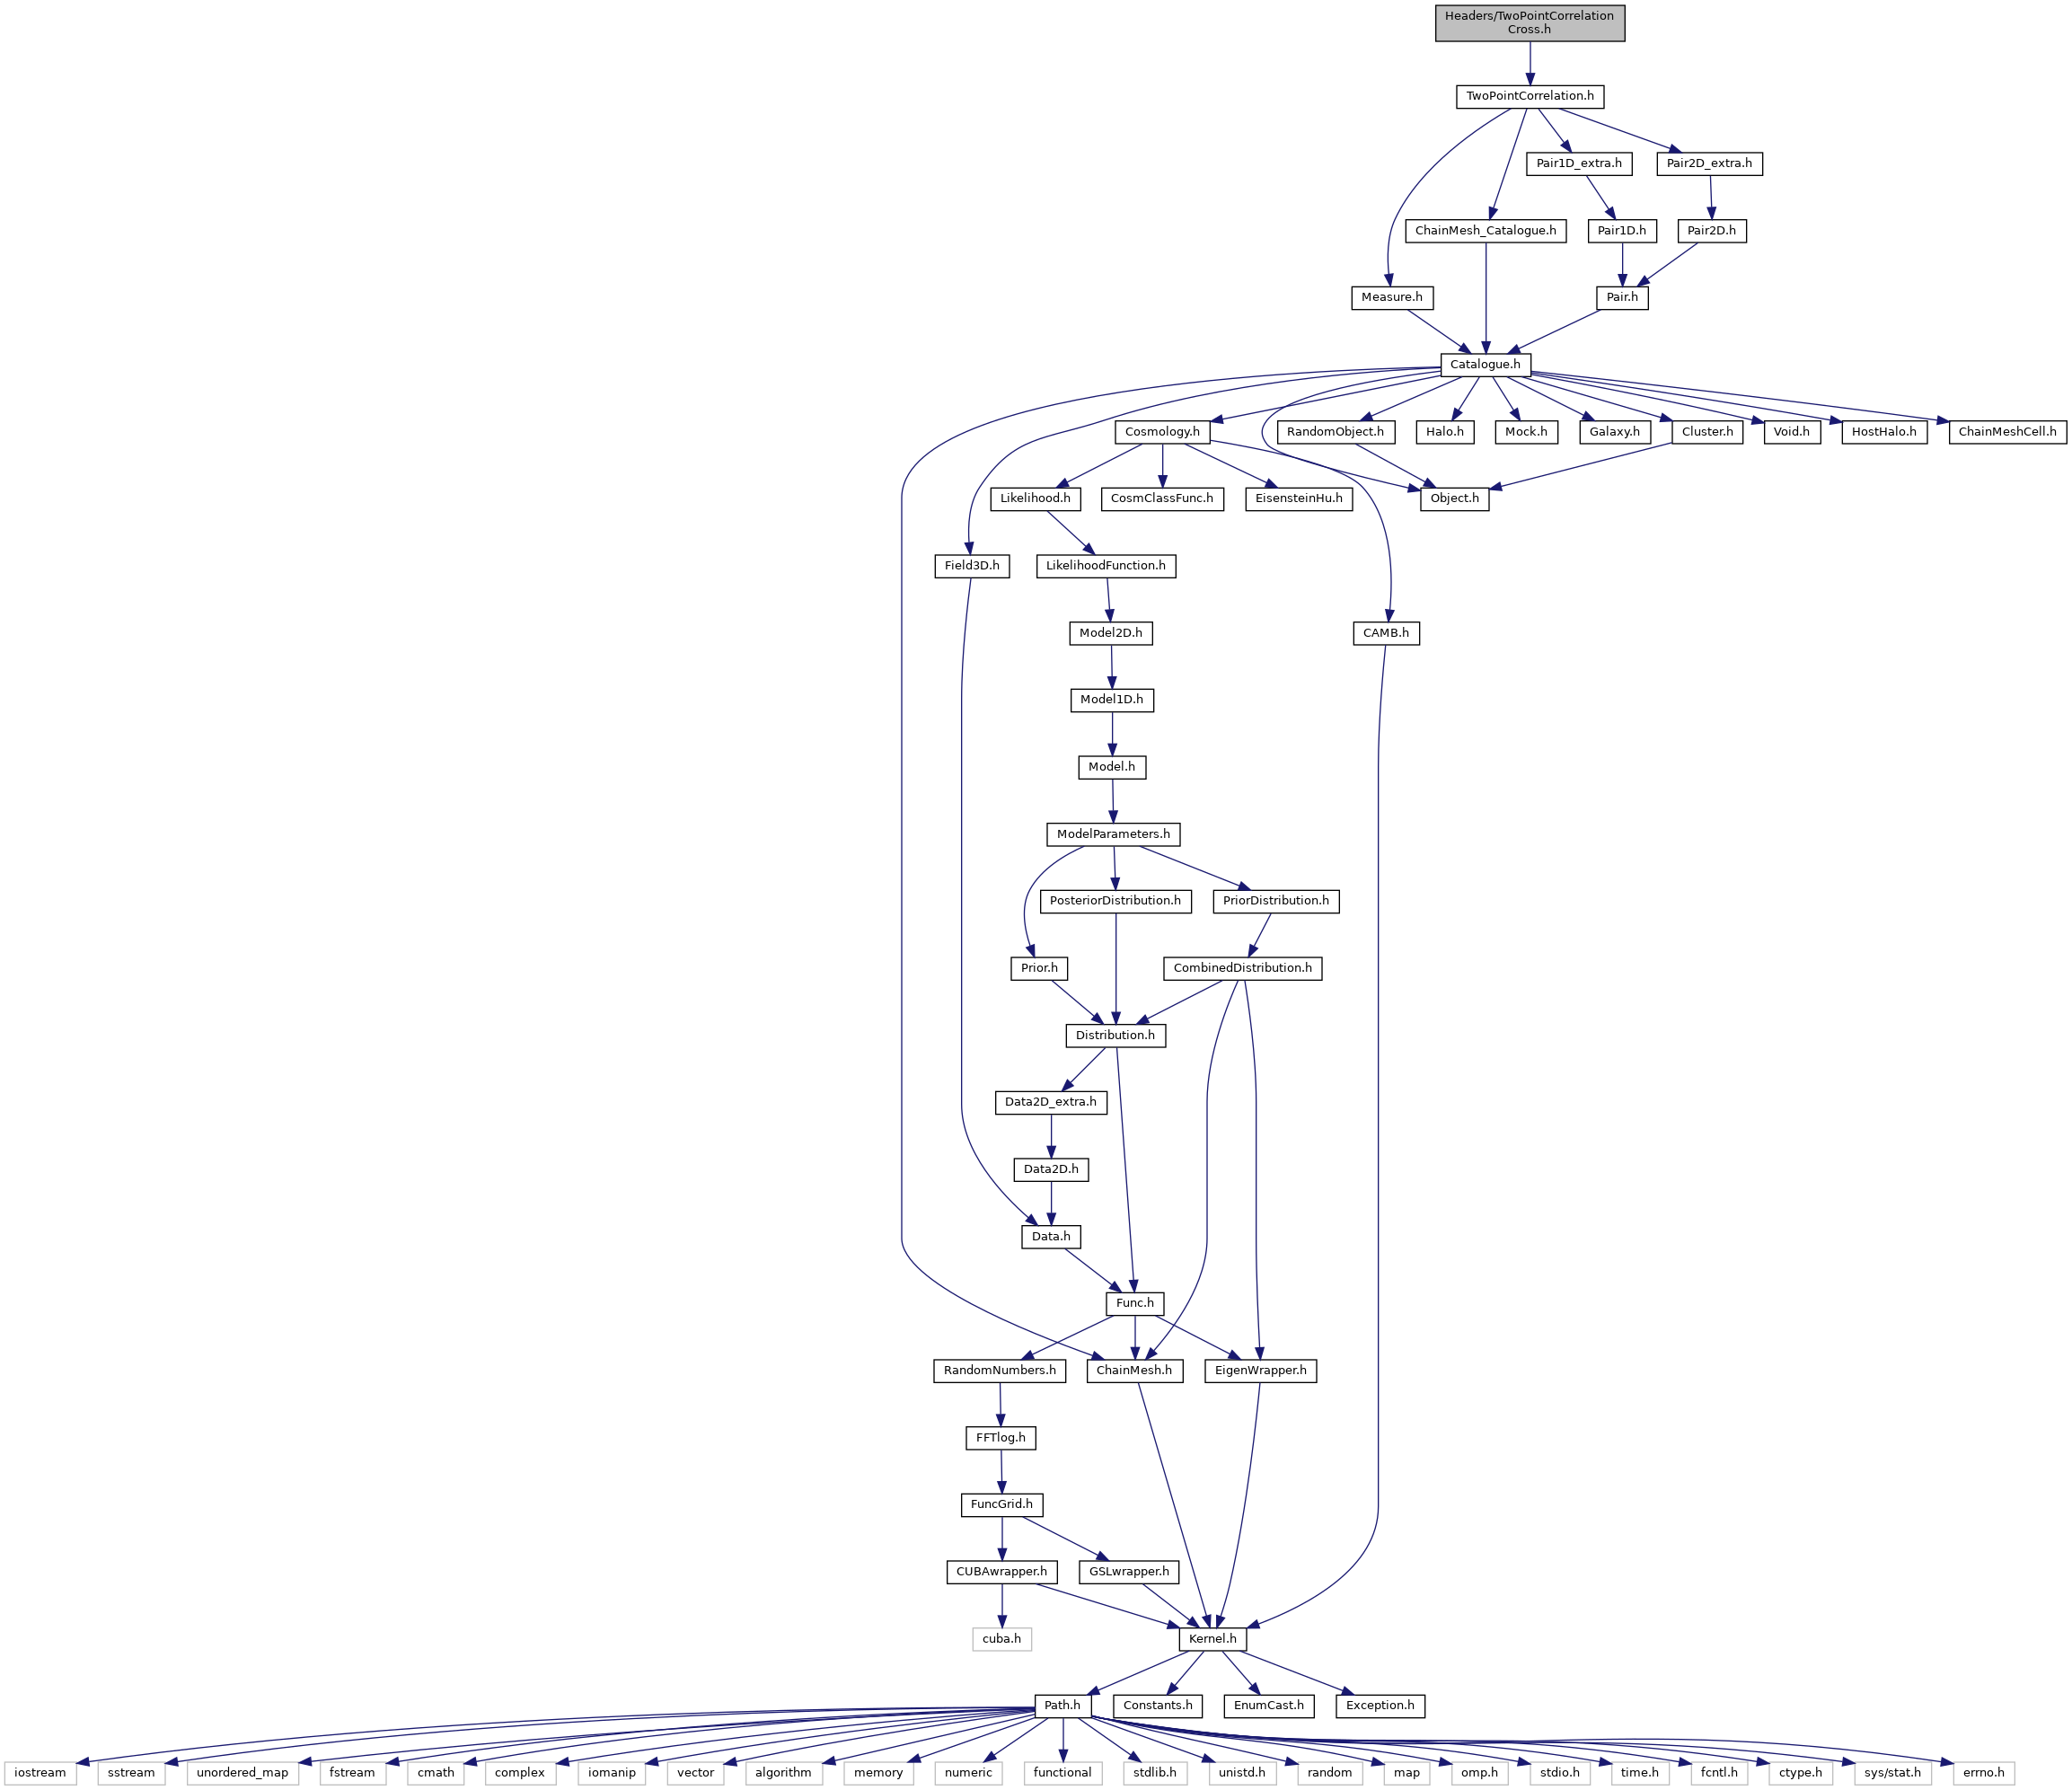 Headers/TwoPointCorrelation
Cross.h
TwoPointCorrelation.h
Pair1D_extra.h
Pair2D_extra.h
ChainMesh_Catalogue.h
Pair1D.h
Pair2D.h
Measure.h
Pair.h
Catalogue.h
Cosmology.h
RandomObject.h
Halo.h
Mock.h
Galaxy.h
Cluster.h
Void.h
HostHalo.h
ChainMeshCell.h
Likelihood.h
CosmClassFunc.h
EisensteinHu.h
Object.h
Field3D.h
LikelihoodFunction.h
Model2D.h
CAMB.h
Model1D.h
Model.h
ModelParameters.h
PosteriorDistribution.h
PriorDistribution.h
Prior.h
CombinedDistribution.h
Distribution.h
Data2D_extra.h
Data2D.h
Data.h
Func.h
RandomNumbers.h
ChainMesh.h
EigenWrapper.h
FFTlog.h
FuncGrid.h
CUBAwrapper.h
GSLwrapper.h
cuba.h
Kernel.h
Path.h
Constants.h
EnumCast.h
Exception.h
iostream
sstream
unordered_map
fstream
cmath
complex
iomanip
vector
algorithm
memory
numeric
functional
stdlib.h
unistd.h
random
map
omp.h
stdio.h
time.h
fcntl.h
ctype.h
sys/stat.h
errno.h